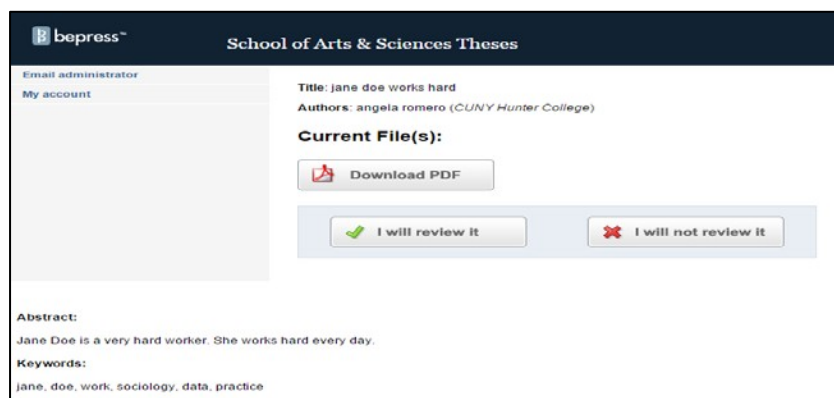 bepress™
School of Arts & Sciences Theses
Email administrator
My account
Title: jane doe works hard
Authors: angela romero (CUNY Hunter College)
Current File(s):
Download PDF
I will review it
I will not review it
Abstract:
Jane Doe is a very hard worker. She works hard every day.
Keywords:
jane, doe, work, sociology, data, practice